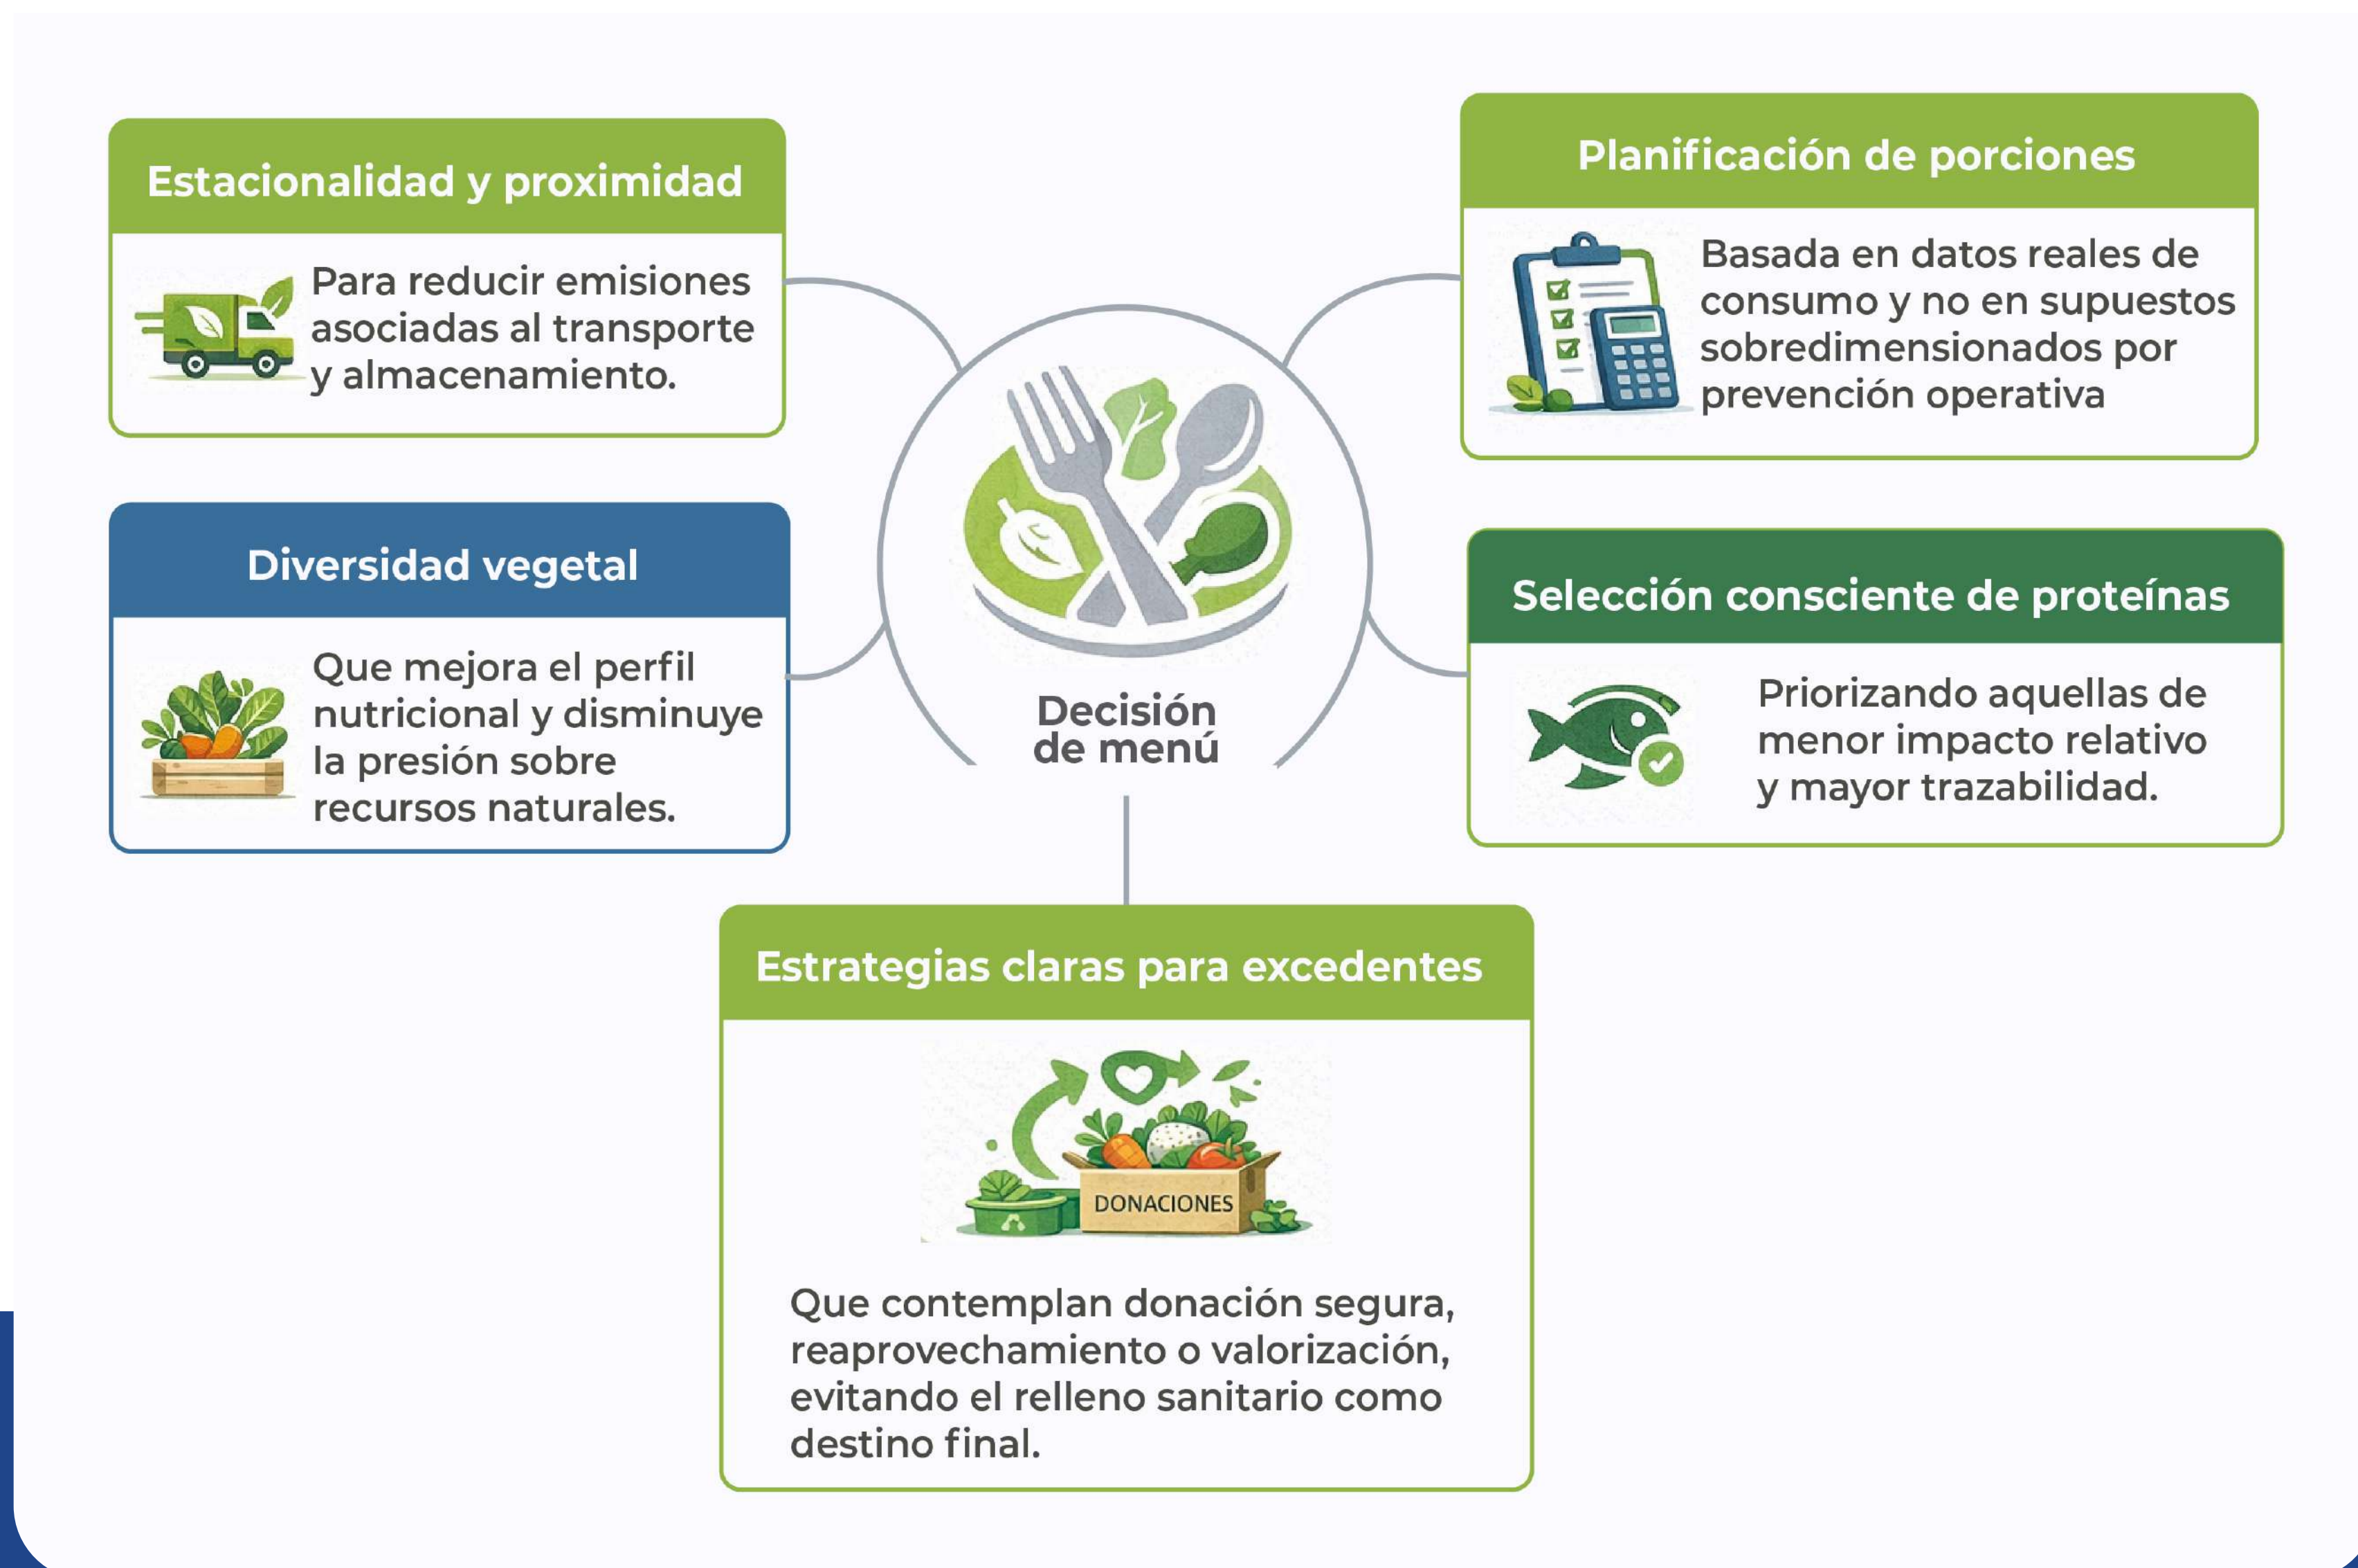 Estacionalidad y proximidad
Para reducir emisiones
asociadas al transporte
y almacenamiento.
Diversidad vegetal
Que mejora el perfil
nutricional y disminuye
la presión sobre
recursos naturales.
Decisión
de menú
Planificación de porciones
Basada en datos reales de
consumo y no en supuestos
sobredimensionados por
prevención operativa
Selección consciente de proteínas
Priorizando aquellas de
menor impacto relativo
y mayor trazabilidad.
Estrategias claras para excedentes
DONACIONES
Que contemplan donación segura,
reaprovechamiento o valorización,
evitando el relleno sanitario como
destino final.